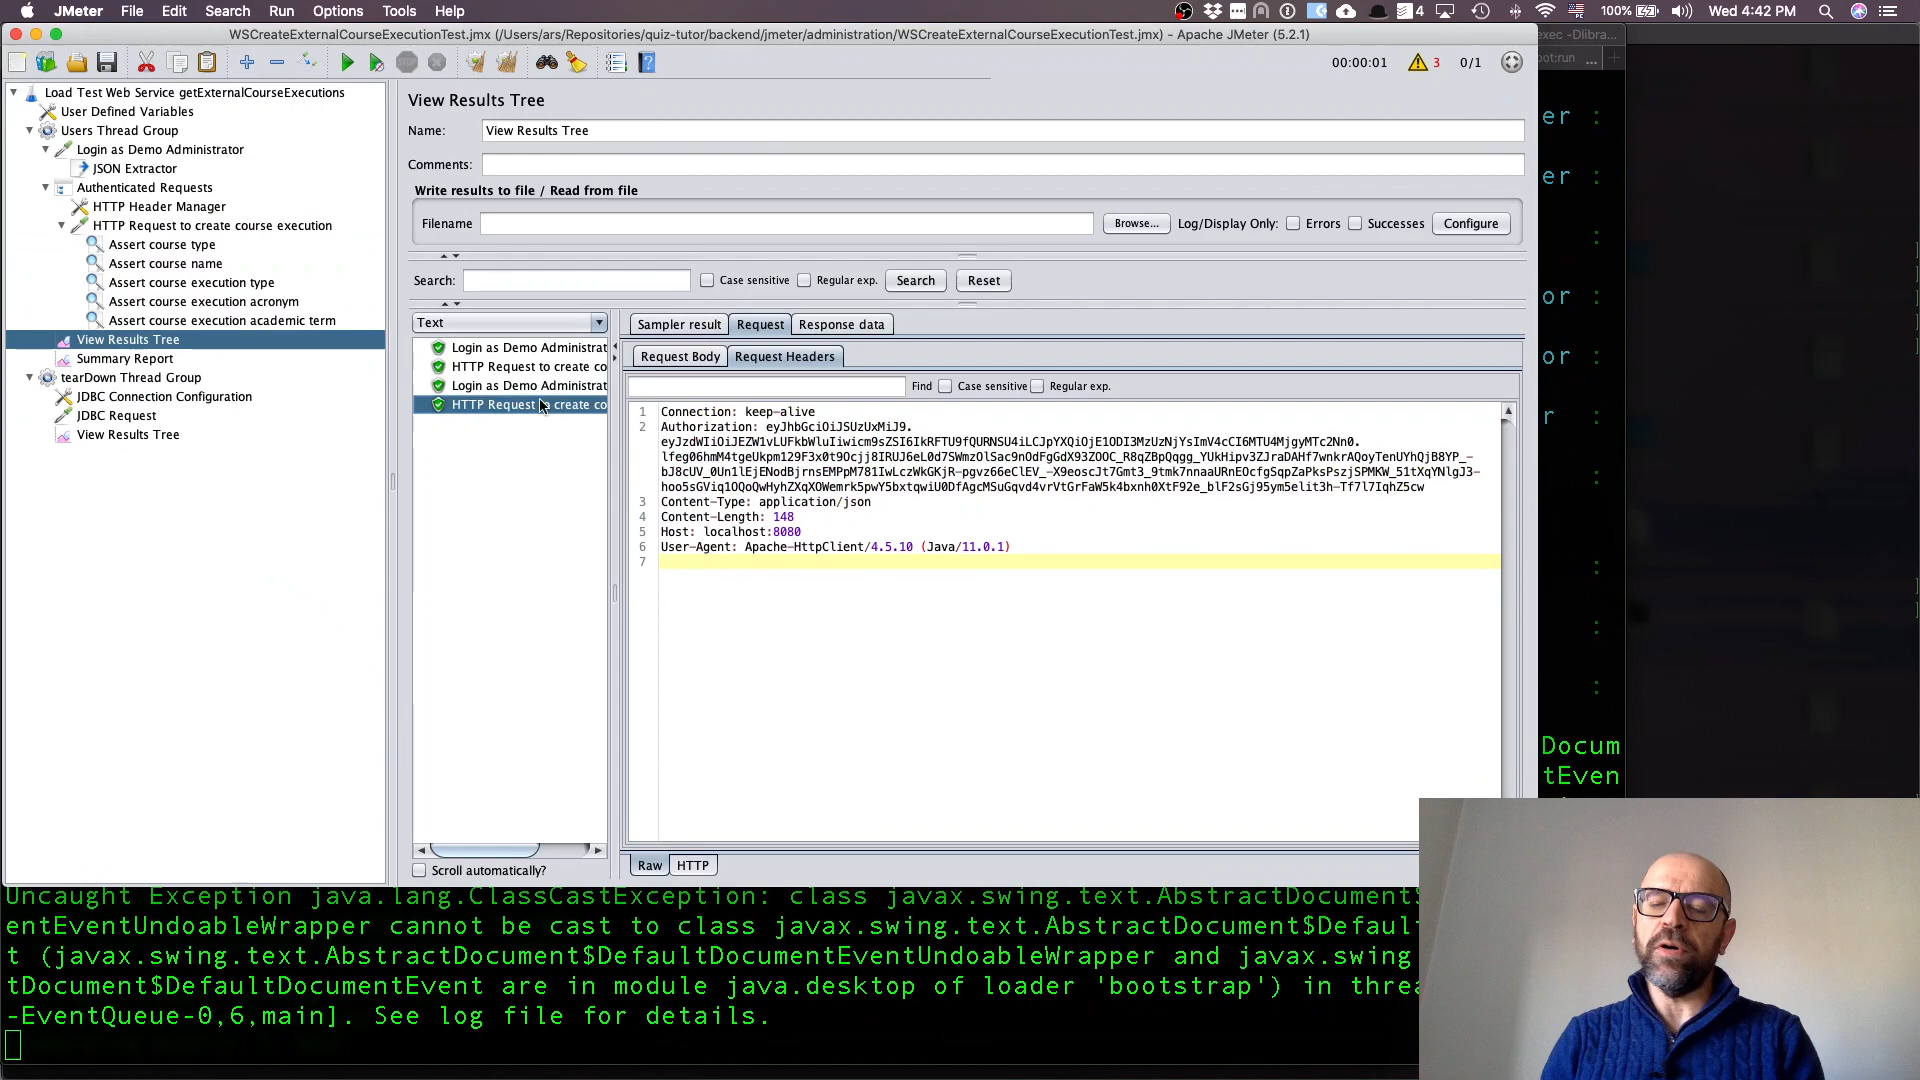 JMeter File Edit Search Run Options Tools Help
4 100% Wed 4:42 PM
WSCreateExternalCourseExecutionTest.jmx (/Users/ars/Repositories/quiz-tutor/backend/jmeter/administration/WSCreateExternalCourseExecutionTest.jmx) - Apache JMeter (5.2.1)
exec -Dlibra...
00:00:01 3 0/1
ot:run ...
Load Test Web Service getExternalCourseExecutions
User Defined Variables
Users Thread Group
Login as Demo Administrator
JSON Extractor
Authenticated Requests
HTTP Header Manager
HTTP Request to create course execution
Assert course type
Assert course name
Assert course execution type
Assert course execution acronym
Assert course execution academic term
View Results Tree
Summary Report
tearDown Thread Group
JDBC Connection Configuration
JDBC Request
View Results Tree
View Results Tree
Name: View Results Tree
Comments:
Write results to file / Read from file
Filename Browse... Log/Display Only: Errors Successes Configure
Search: Case sensitive Regular exp. Search Reset
Text
Login as Demo Administrat
HTTP Request to create co
Login as Demo Administrat
HTTP Request to create co
Scroll automatically?
Sampler result Request Response data
Request Body Request Headers
Find Case sensitive Regular exp.
1 Connection: keep-alive
2 Authorization: eyJhbGciOiJSUzUxMiJ9.
eyJzdWIiOiJEZW1vLUFkbWluIiwicm9sZSI6IkRFTU9fQURNSU4iLCJpYXQiOjE1ODI3MzUzNjYsImV4cCI6MTU4MjgyMTc2Nn0.
3 Content-Type: application/json
4 Content-Length: 148
5 Host: localhost:8080
6 User-Agent: Apache-HttpClient/4.5.10 (Java/11.0.1)
7
Raw HTTP
er :
er :
:
or :
or :
r :
:
:
:
:
Docum
tEven
Uncaught Exception java.lang.ClassCastException: class javax.swing.text.AbstractDocument$
entEventUndoableWrapper cannot be cast to class javax.swing.text.AbstractDocument$Defaul
t (javax.swing.text.AbstractDocument$DefaultDocumentEventUndoableWrapper and javax.swing
tDocument$DefaultDocumentEvent are in module java.desktop of loader 'bootstrap') in threa
-EventQueue-0,6,main]. See log file for details.